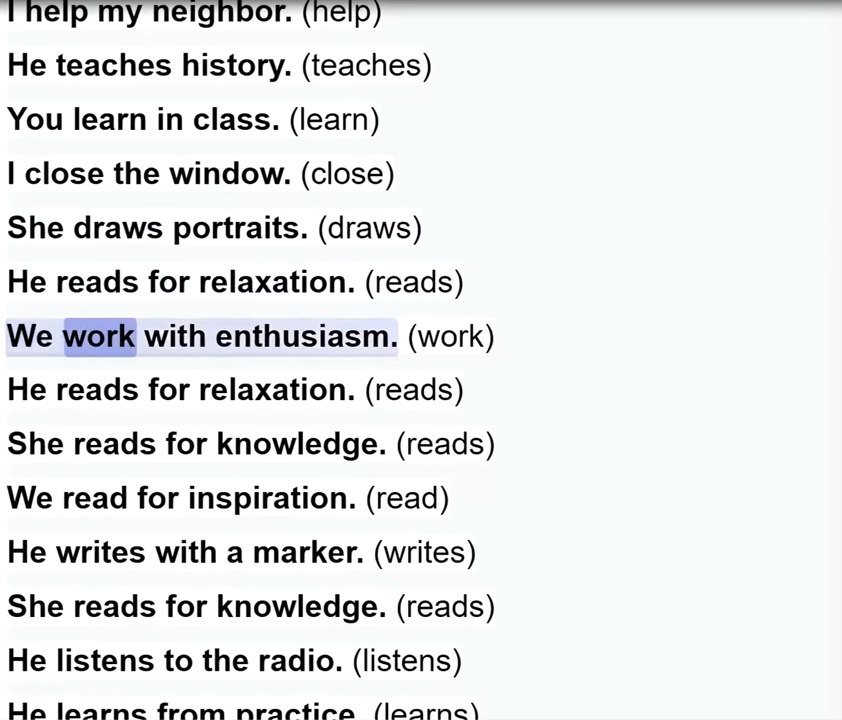 I help my neighbor. (help)
He teaches history. (teaches)
You learn in class. (learn)
I close the window. (close)
She draws portraits. (draws)
He reads for relaxation. (reads)
We work with enthusiasm. (work)
He reads for relaxation. (reads)
She reads for knowledge. (reads)
We read for inspiration. (read)
He writes with a marker. (writes)
She reads for knowledge. (reads)
He listens to the radio. (listens)
He learns from practice. (learns)